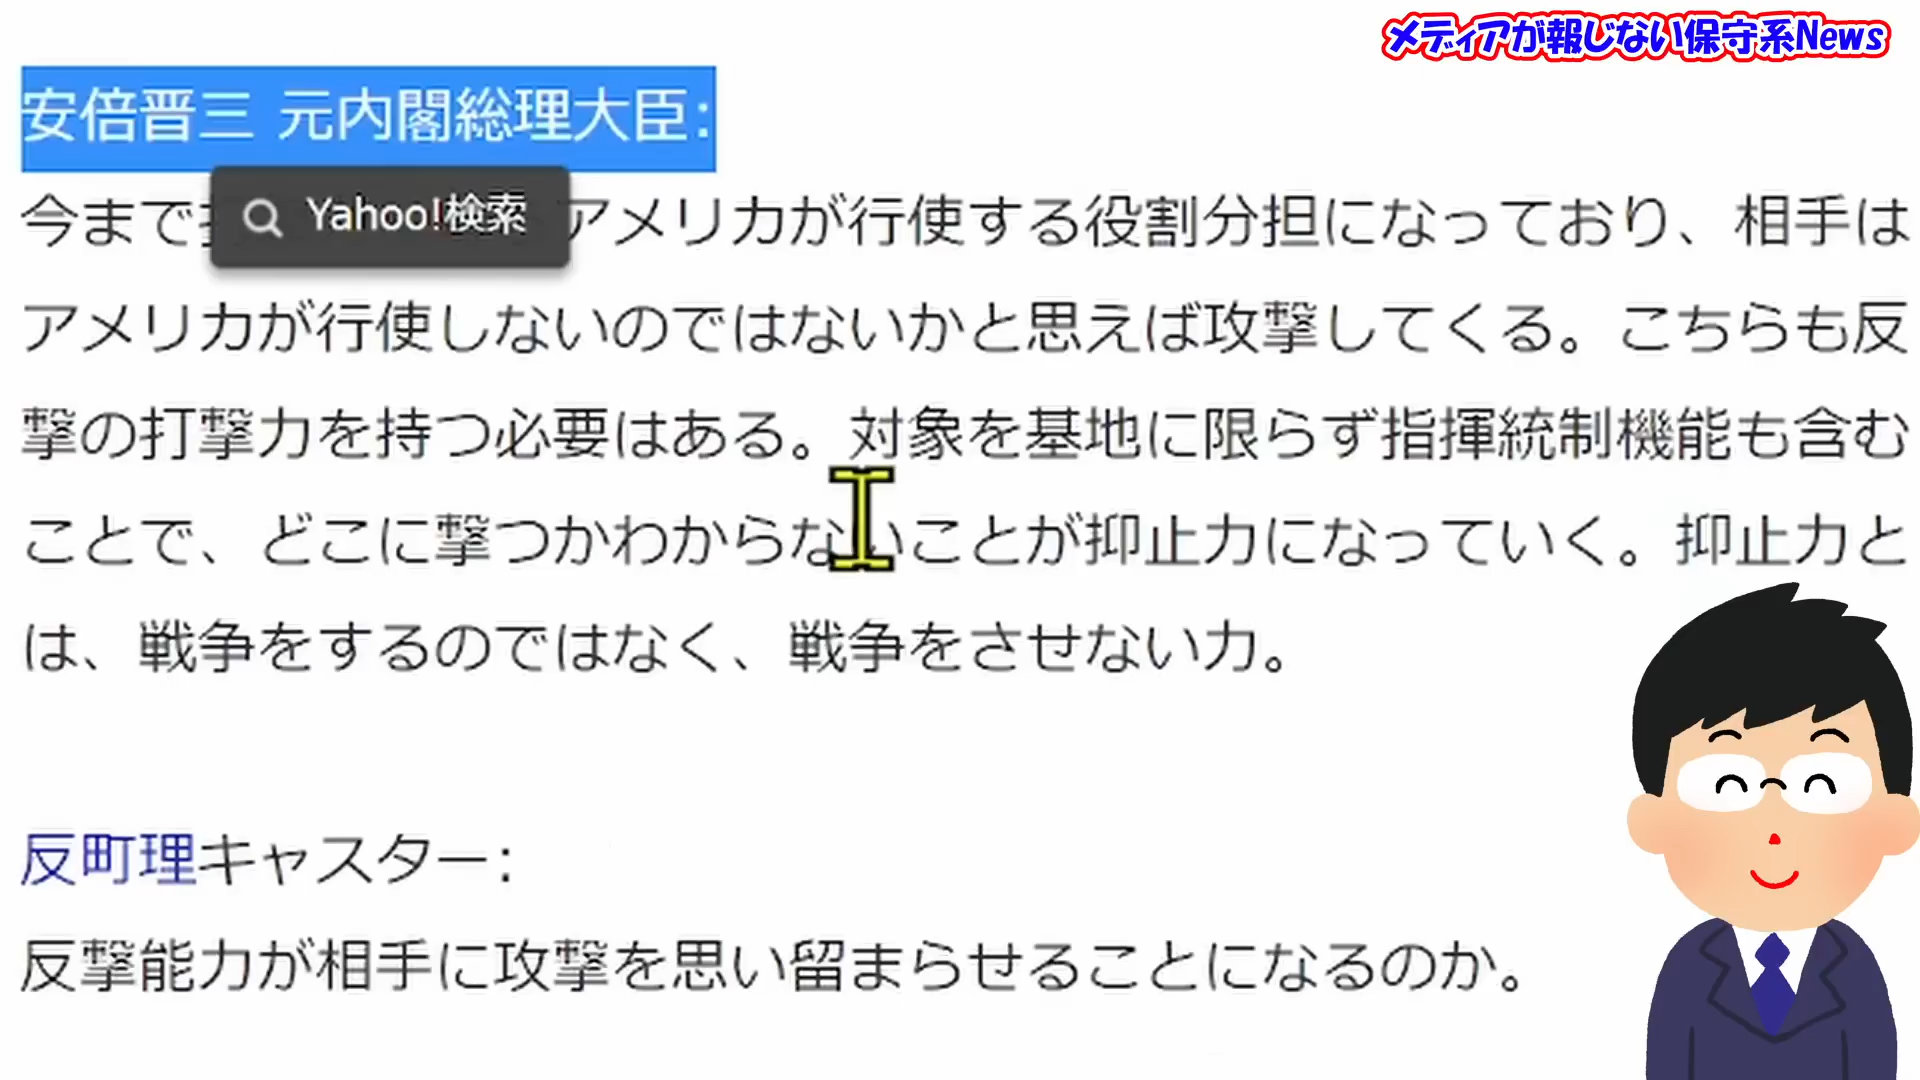 メディアが報じない保守系News
安倍晋三 元内閣総理大臣:
今まで
Yahoo!検索
アメリカが行使する役割分担になっており、相手は
アメリカが行使しないのではないかと思えば攻撃してくる。こちらも反
撃の打撃力を持つ必要はある。対象を基地に限らず指揮統制機能も含む
ことで、どこに撃つかわからないことが抑止力になっていく。抑止力と
は、戦争をするのではなく、戦争をさせない力。
反町理キャスター:
反撃能力が相手に攻撃を思い留まらせることになるのか。